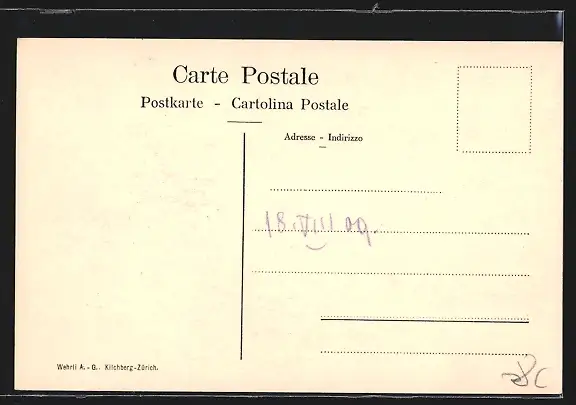 Carte Postale
Postkarte - Cartolina Postale
Adresse - Indirizzo
18.VIII 09.
Wehrli A.-G., Kilchberg-Zürich.